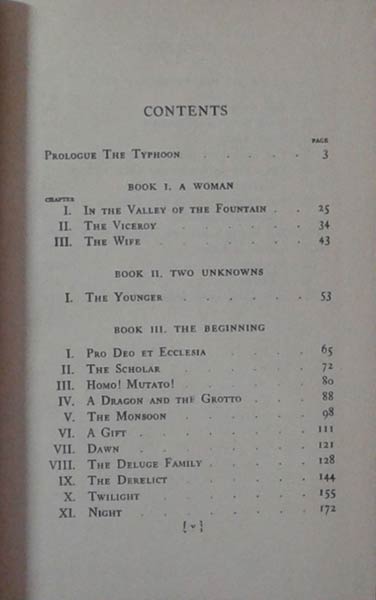 CONTENTS
PAGE
PROLOGUE THE TYPHOON . . . . . 3
BOOK I. A WOMAN
CHAPTER
I. IN THE VALLEY OF THE FOUNTAIN . . 25
II. THE VICEROY . . . . . . 34
III. THE WIFE . . . . . . 43
BOOK II. TWO UNKNOWNS
I. THE YOUNGER . . . . . . 53
BOOK III. THE BEGINNING
I. PRO DEO ET ECCLESIA . . . . 65
II. THE SCHOLAR . . . . . . 72
III. HOMO! MUTATO! . . . . . 80
IV. A DRAGON AND THE GROTTO . . . 88
V. THE MONSOON . . . . . . 98
VI. A GIFT . . . . . . . 111
VII. DAWN . . . . . . . 121
VIII. THE DELUGE FAMILY . . . . . 128
IX. THE DERELICT . . . . . 144
X. TWILIGHT . . . . . . 155
XI. NIGHT . . . . . . . 172
[ v ]